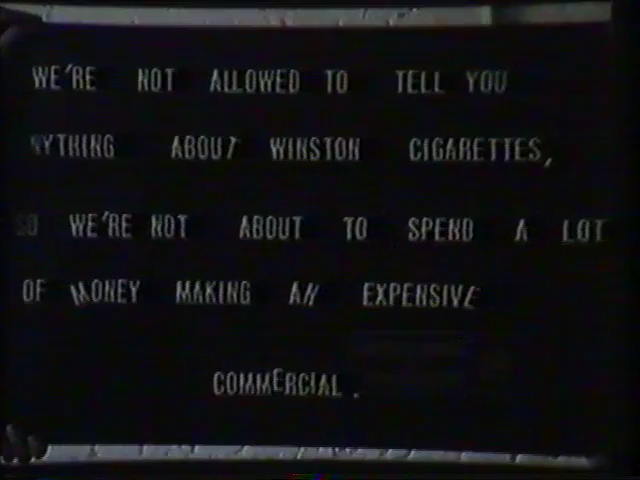 WE'RE NOT ALLOWED TO TELL YOU
NYTHING ABOUT WINSTON CIGARETTES,
SO WE'RE NOT ABOUT TO SPEND A LOT
OF MONEY MAKING AN EXPENSIVE
COMMERCIAL.